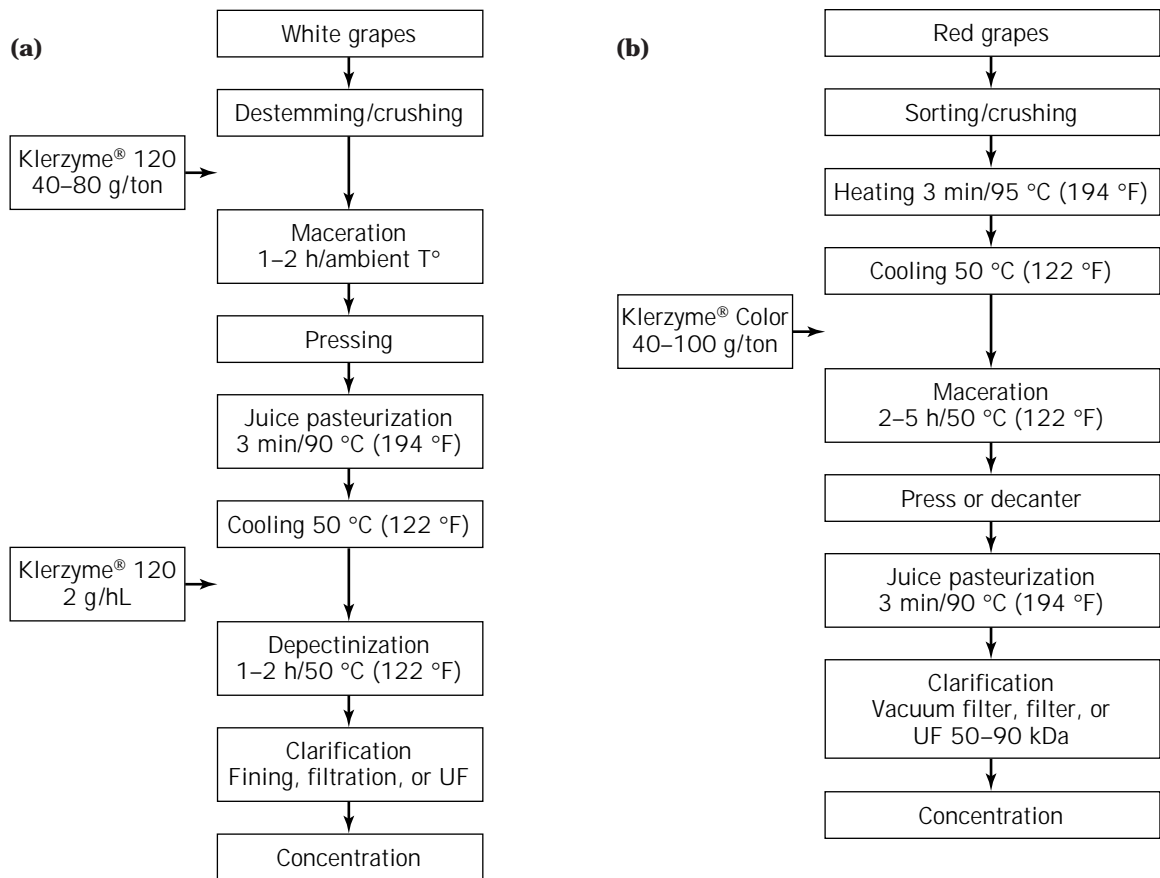 (a)
White grapes
Destemming/crushing
Klerzyme® 120
40–80 g/ton
Maceration
1–2 h/ambient T°
Pressing
Juice pasteurization
3 min/90 °C (194 °F)
Cooling 50 °C (122 °F)
Klerzyme® 120
2 g/hL
Depectinization
1–2 h/50 °C (122 °F)
Clarification
Fining, filtration, or UF
Concentration
(b)
Red grapes
Sorting/crushing
Heating 3 min/95 °C (194 °F)
Cooling 50 °C (122 °F)
Klerzyme® Color
40–100 g/ton
Maceration
2–5 h/50 °C (122 °F)
Press or decanter
Juice pasteurization
3 min/90 °C (194 °F)
Clarification
Vacuum filter, filter, or
UF 50–90 kDa
Concentration